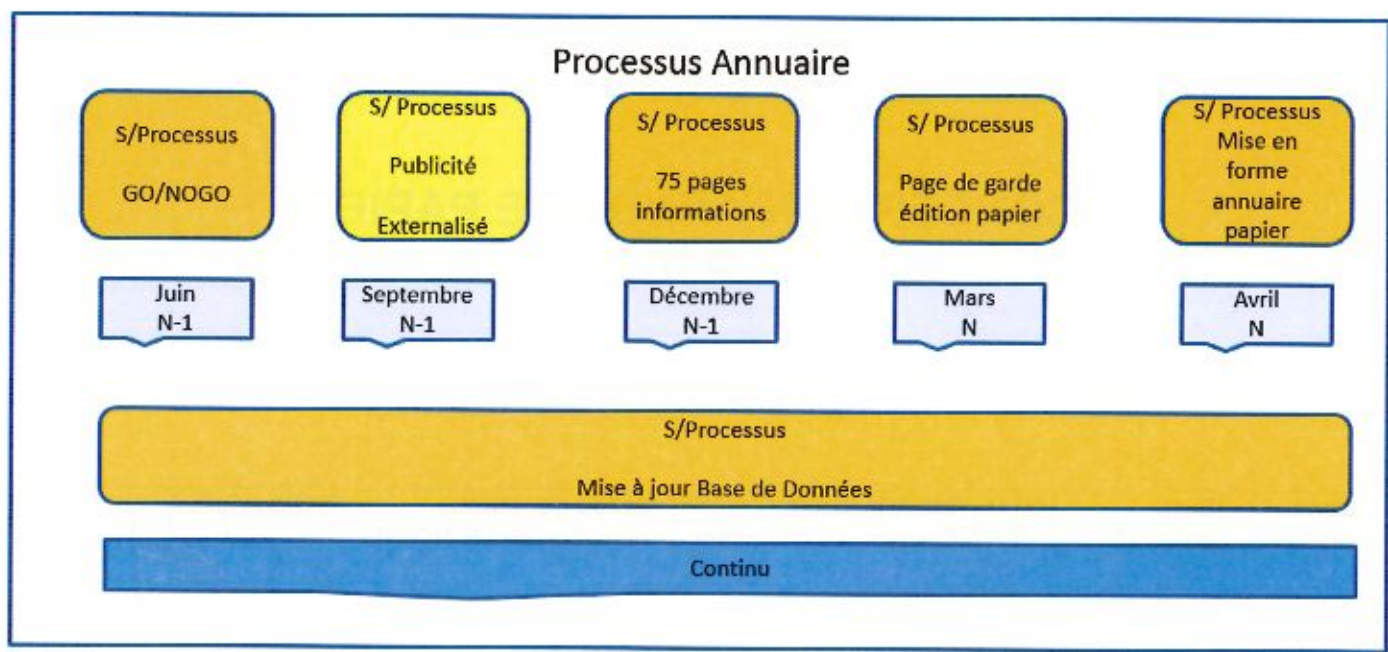 Processus Annuaire
S/Processus
GO/NOGO
S/ Processus
Publicité
Externalisé
S/ Processus
75 pages
informations
S/ Processus
Page de garde
édition papier
S/ Processus
Mise en
forme
annuaire
papier
Juin
N-1
Septembre
N-1
Décembre
N-1
Mars
N
Avril
N
S/Processus
Mise à jour Base de Données
Continu